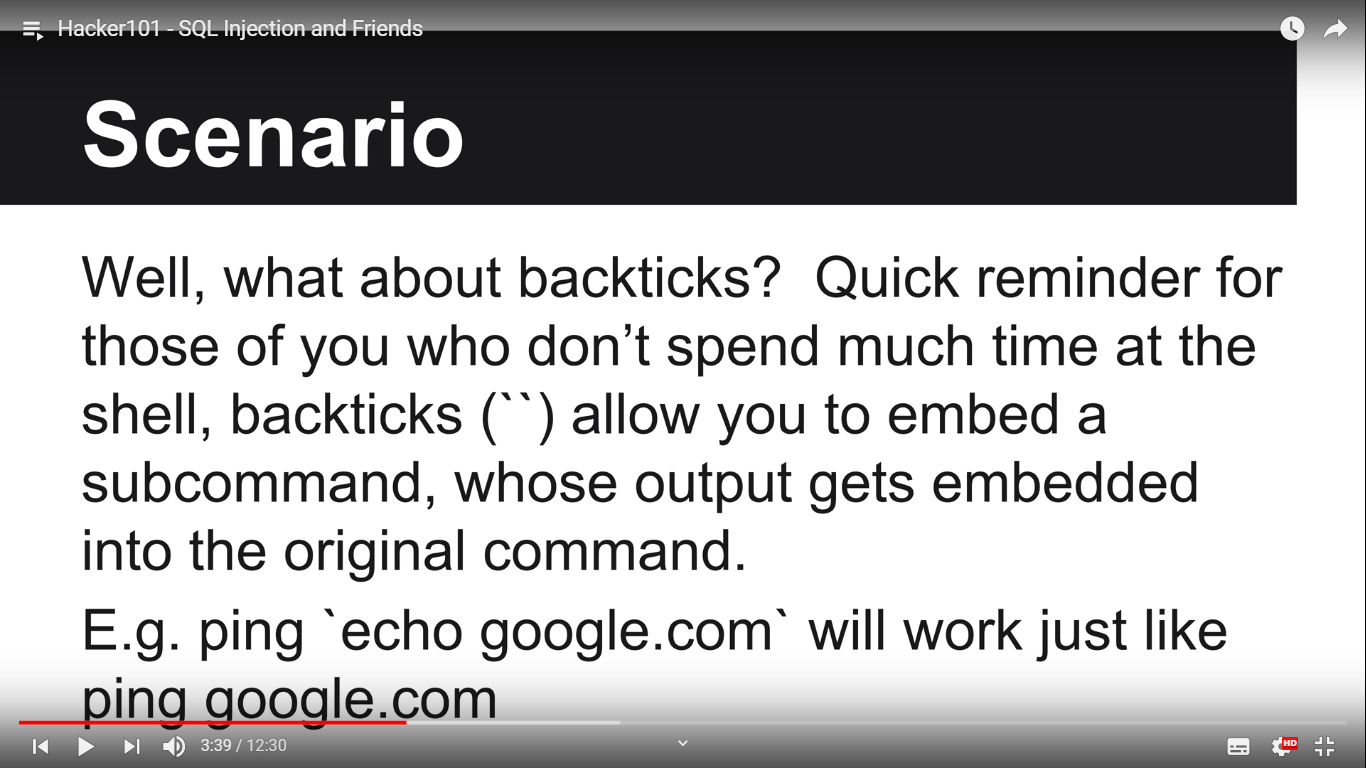 Hacker101 - SQL Injection and Friends
Scenario
Well, what about backticks?  Quick reminder for
those of you who don’t spend much time at the
shell, backticks (``) allow you to embed a
subcommand, whose output gets embedded
into the original command.
E.g. ping `echo google.com` will work just like
ping google.com
3:39 / 12:30
HD